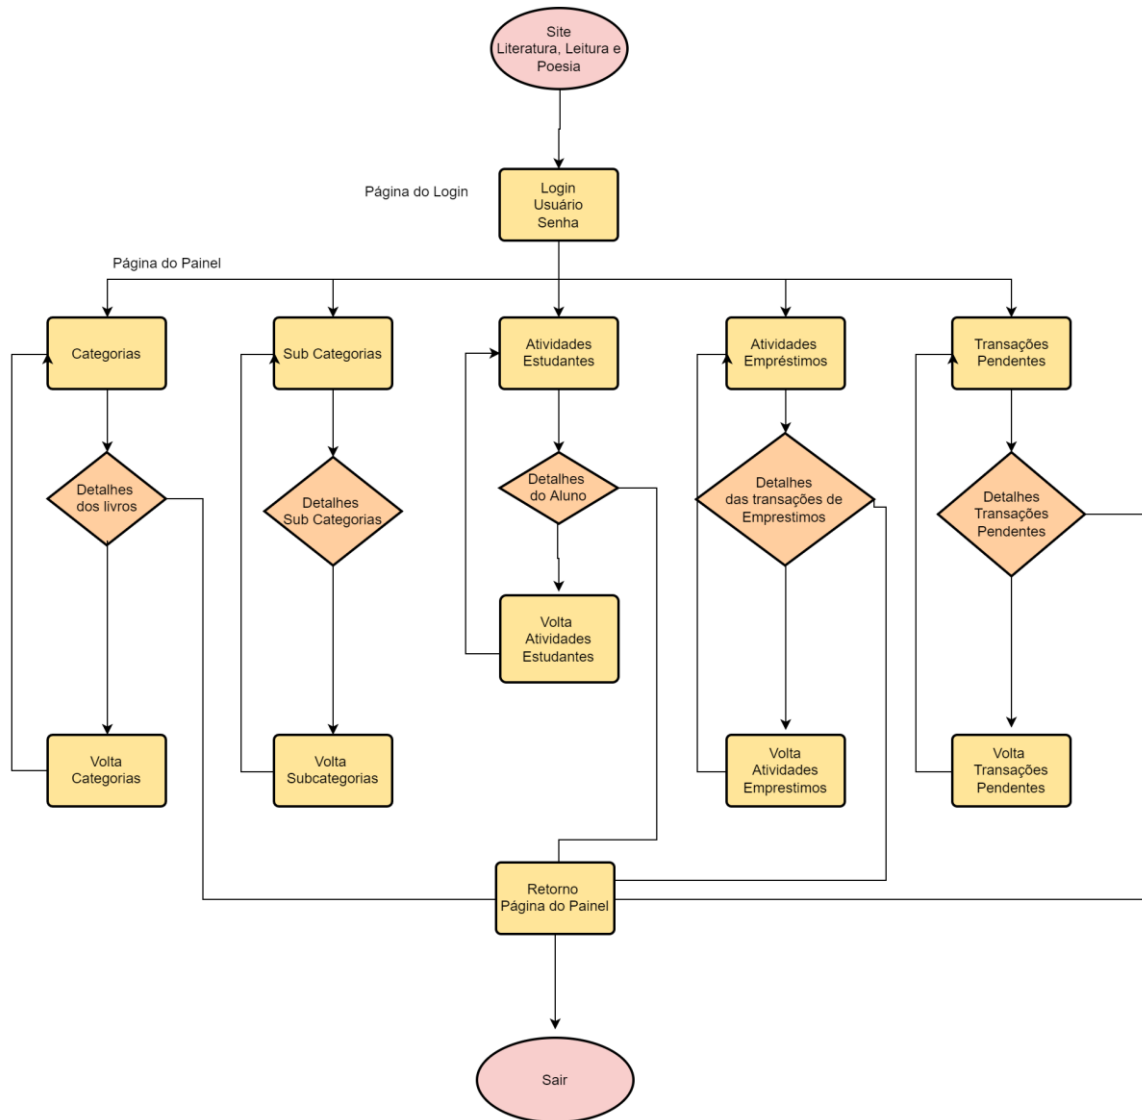 Site
Literatura, Leitura e
Poesia
Página do Login
Login
Usuário
Senha
Página do Painel
Categorias
Sub Categorias
Atividades
Estudantes
Atividades
Empréstimos
Transações
Pendentes
Detalhes
dos livros
Detalhes
Sub Categorias
Detalhes
do Aluno
Detalhes
das transações de
Emprestimos
Detalhes
Transações
Pendentes
Volta
Atividades
Estudantes
Volta
Categorias
Volta
Subcategorias
Volta
Atividades
Emprestimos
Volta
Transações
Pendentes
Retorno
Página do Painel
Sair